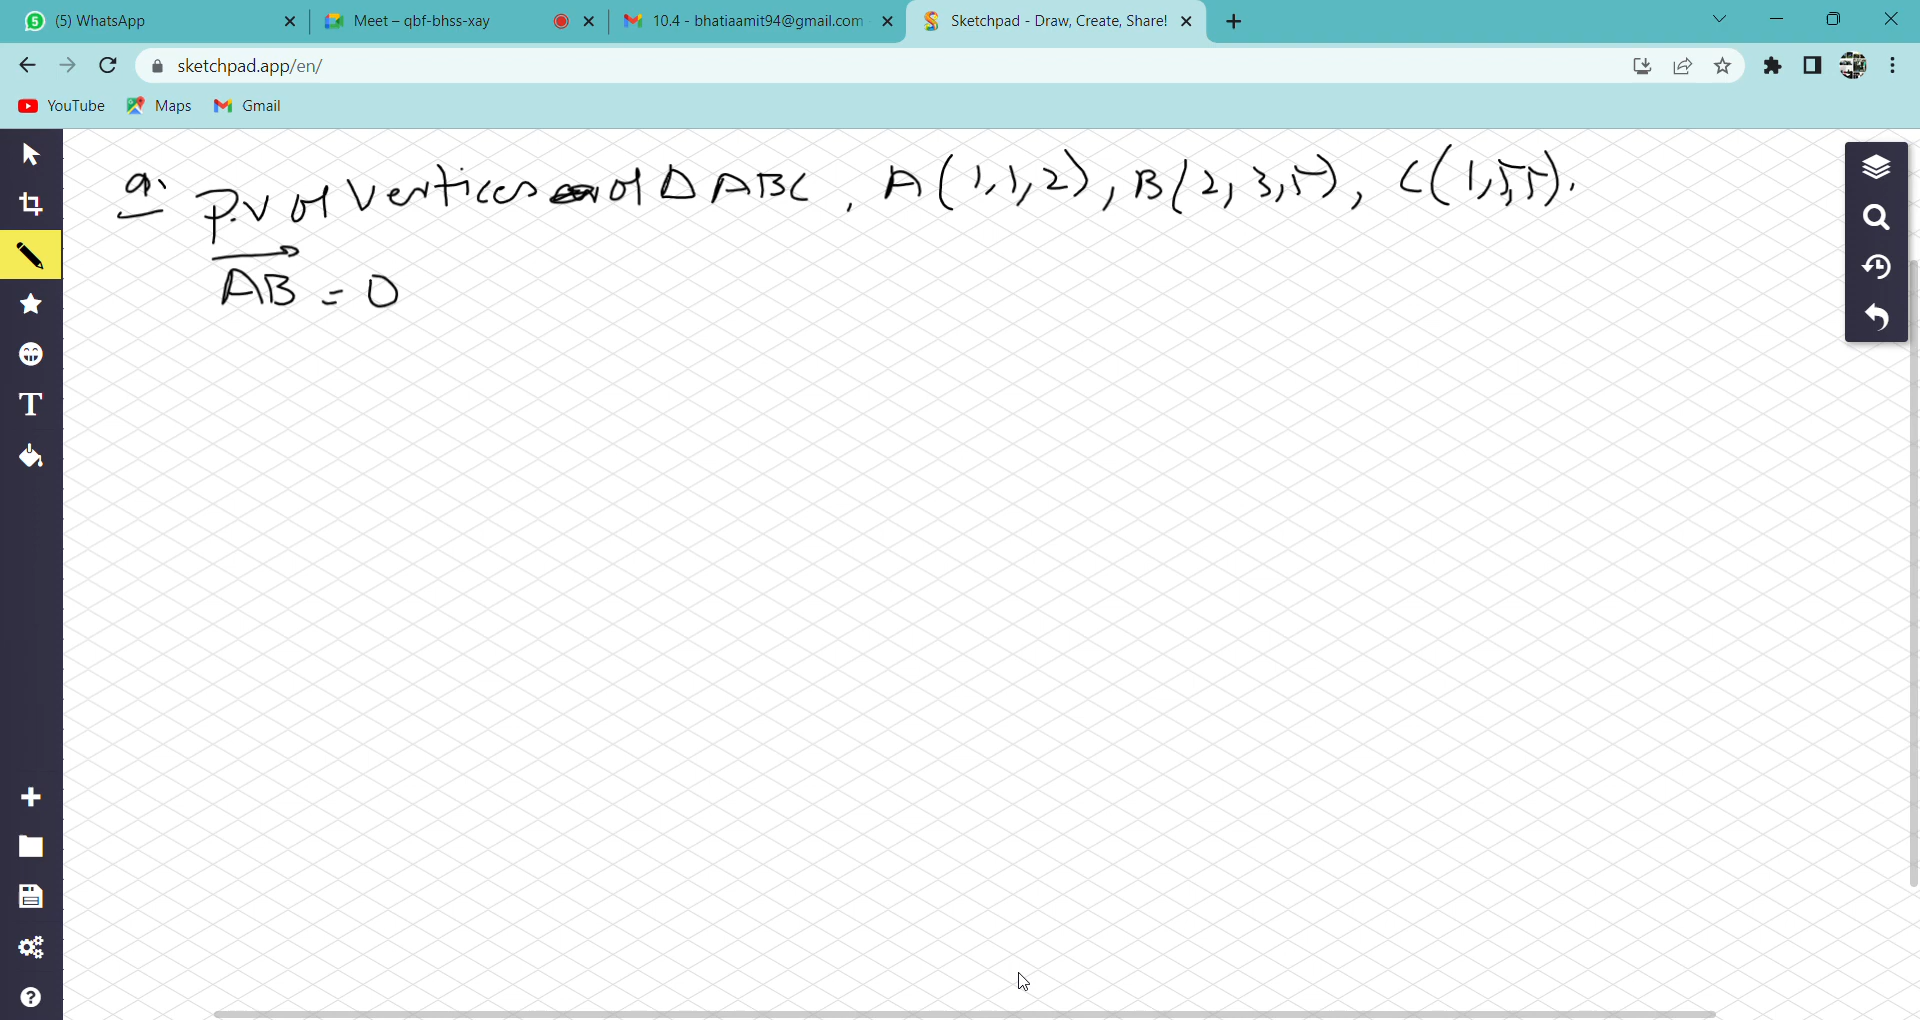 (5) WhatsApp
Meet – qbf-bhss-xay
10.4 - bhatiaamit94@gmail.com
Sketchpad - Draw, Create, Share!
sketchpad.app/en/
YouTube
Maps
Gmail
Q: P.V of Vertices of Δ ABC, A(1,1,2), B(2,3,5), C(1,5,5).
AB = 0